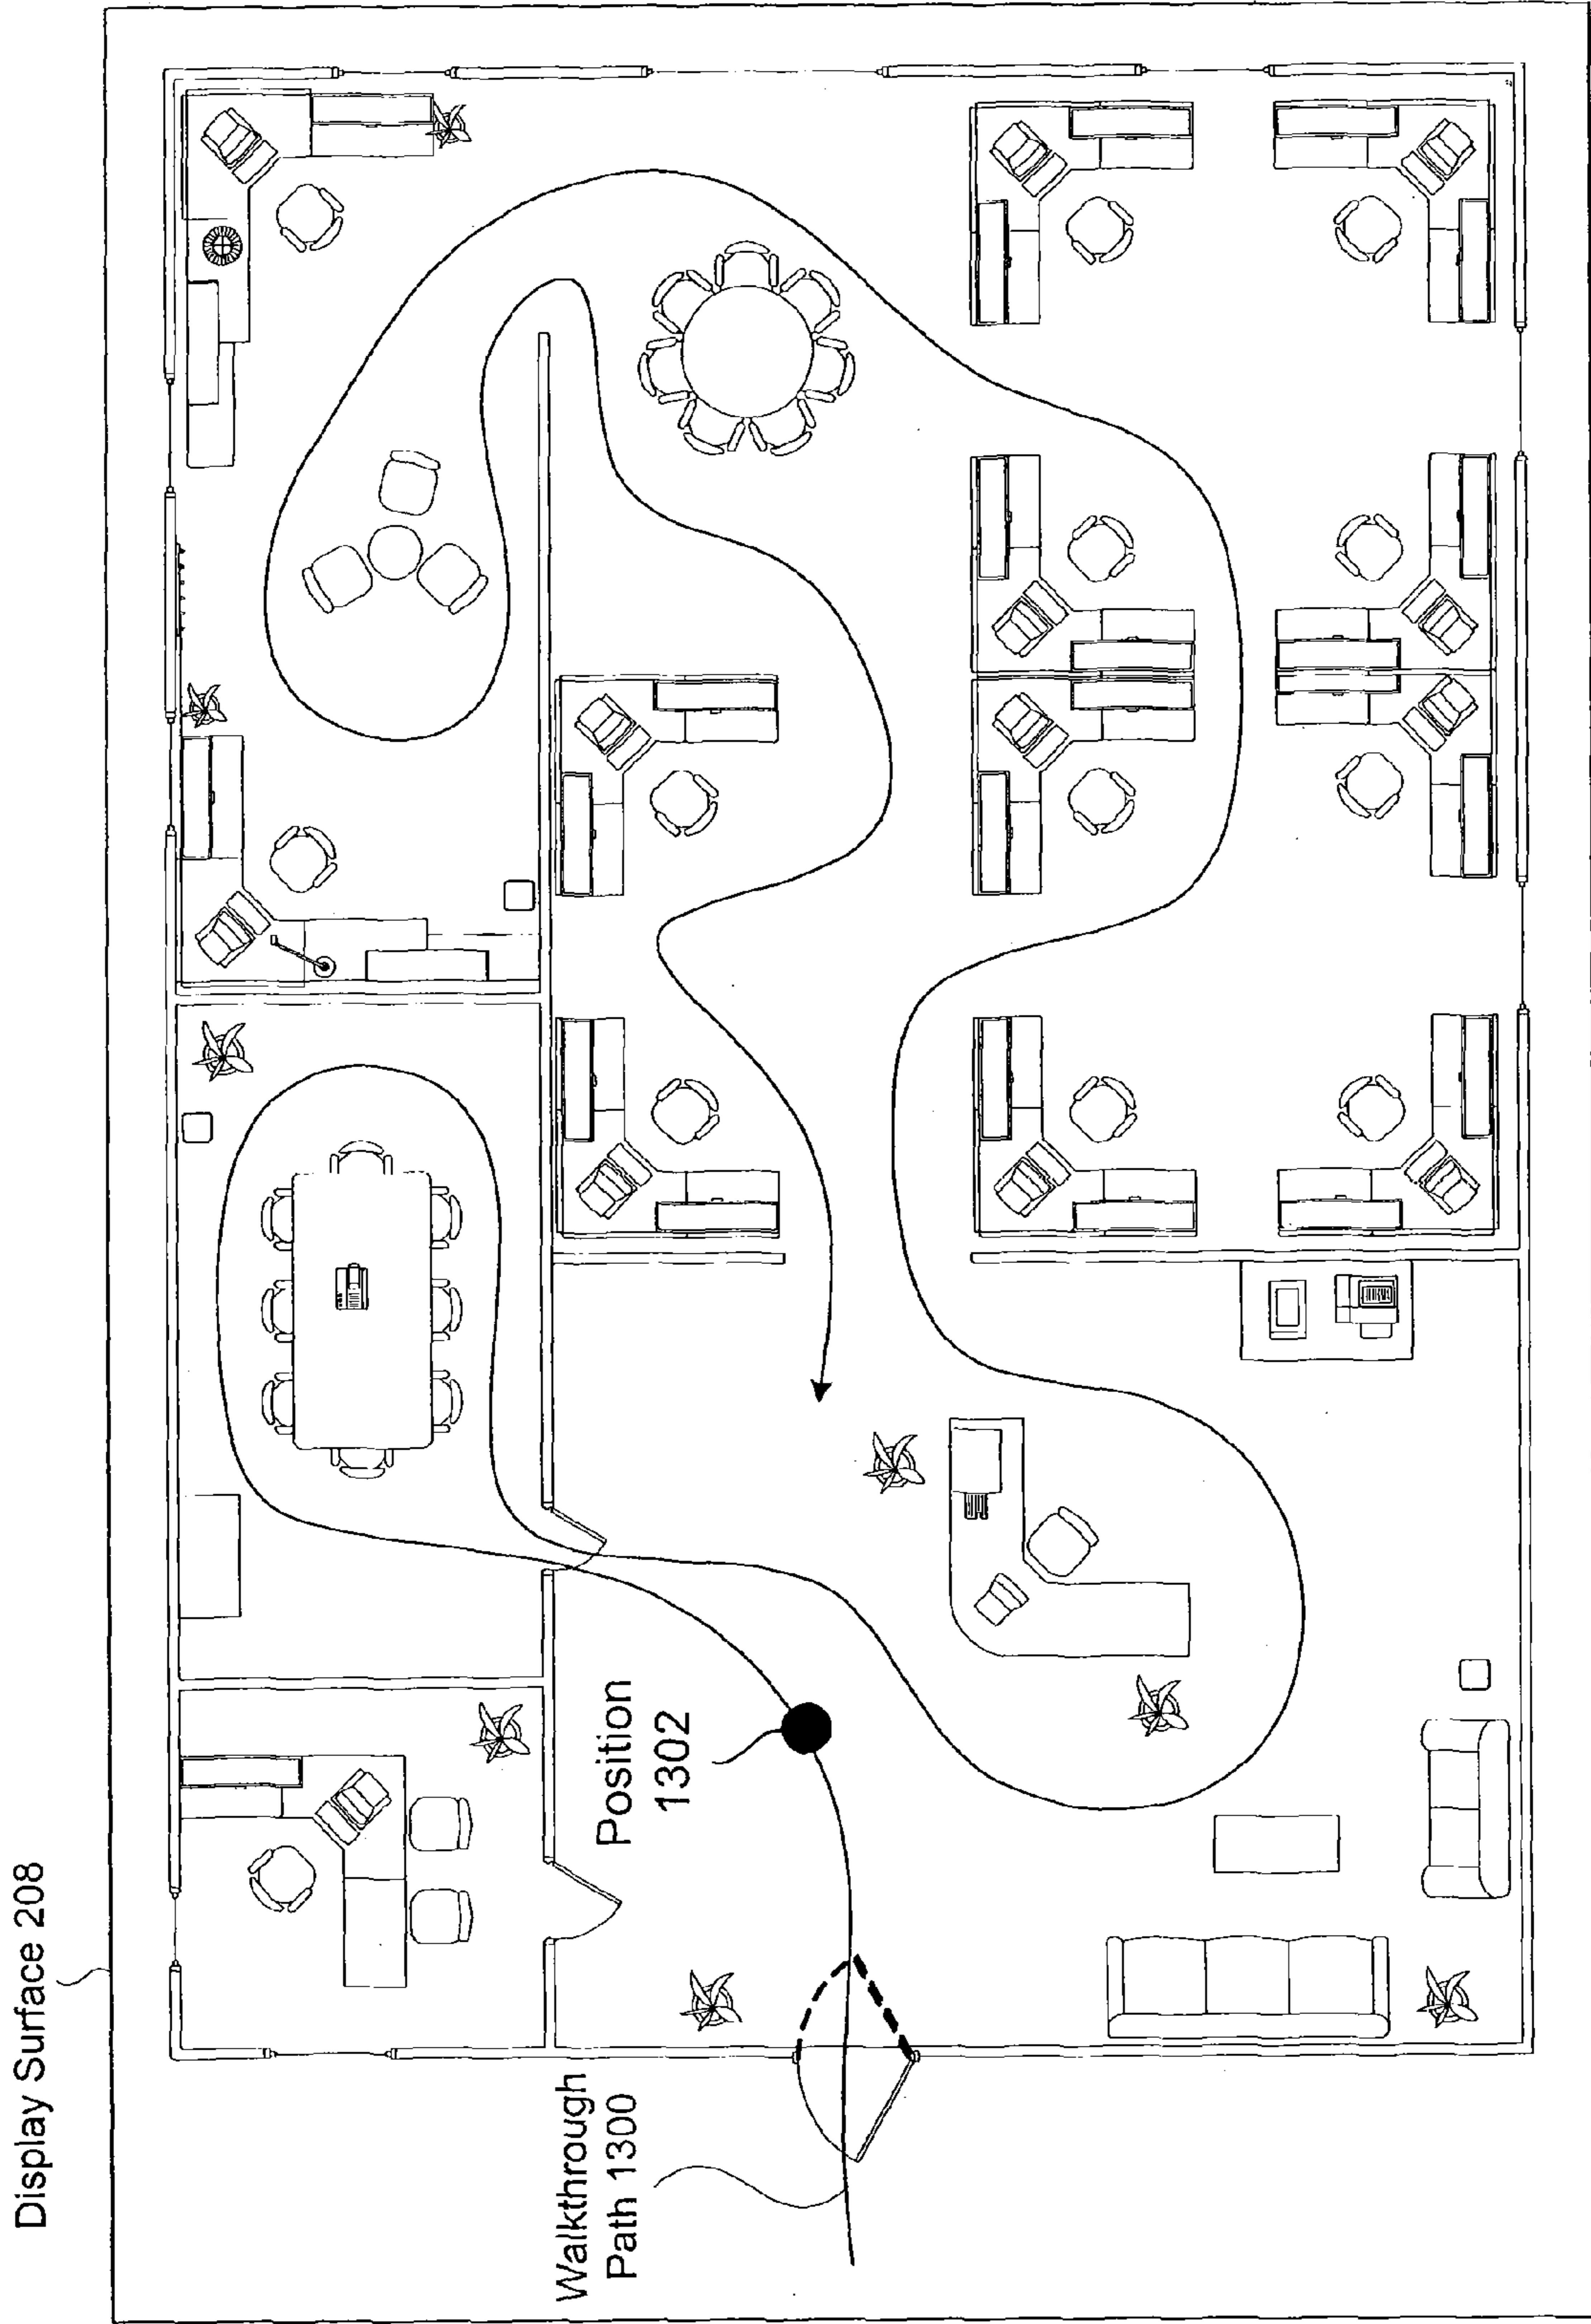 Display Surface 208
Walkthrough
Path 1300
Position
1302